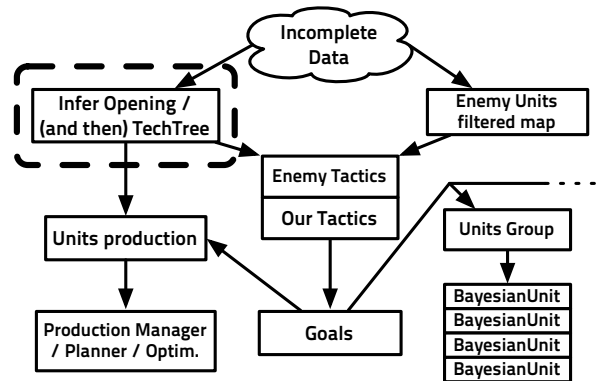 Incomplete
Data
Infer Opening /
(and then) TechTree
Enemy Units
filtered map
Enemy Tactics
Our Tactics
Units production
Units Group
Production Manager
/ Planner / Optim.
Goals
BayesianUnit
BayesianUnit
BayesianUnit
BayesianUnit